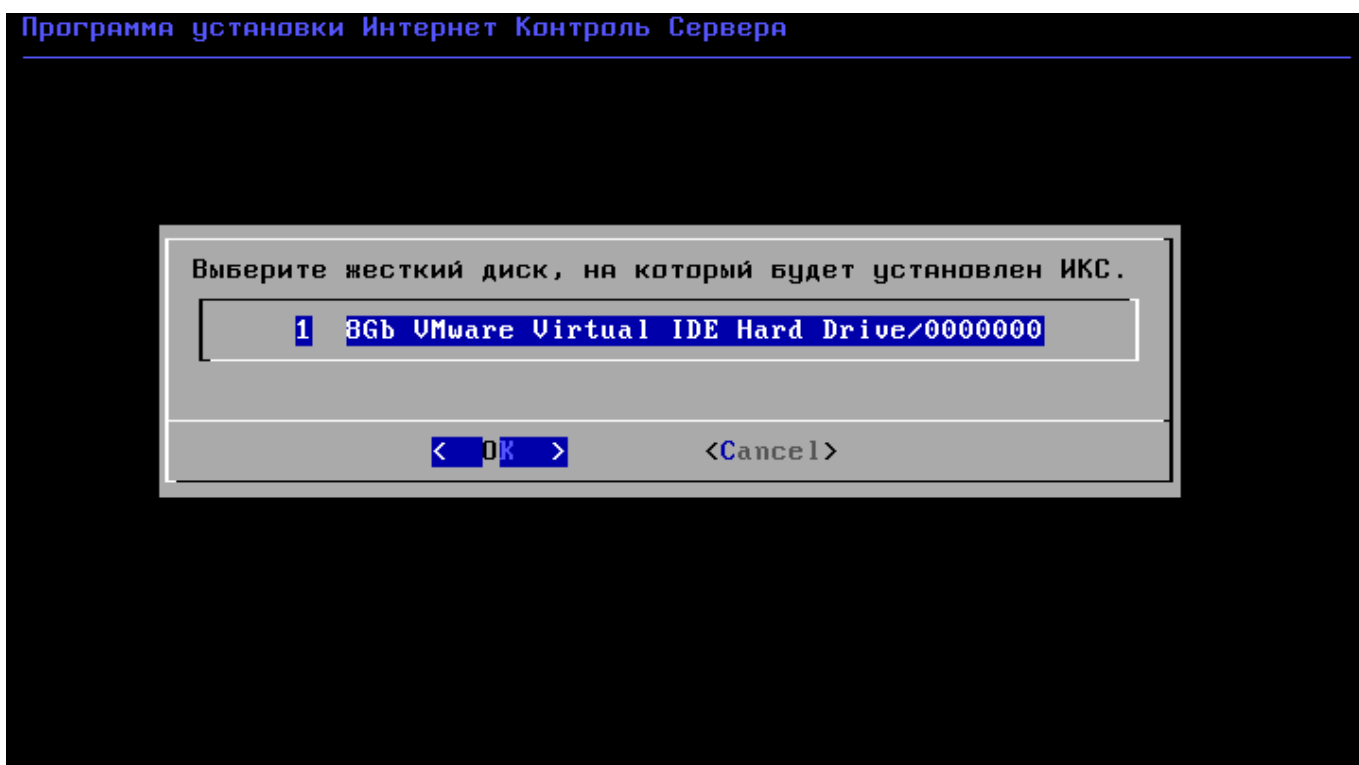 Программа установки Интернет Контроль Сервера
Выберите жесткий диск, на который будет установлен ИКС.
1 8Gb VMware Virtual IDE Hard Drive/0000000
< OK > <Cancel>